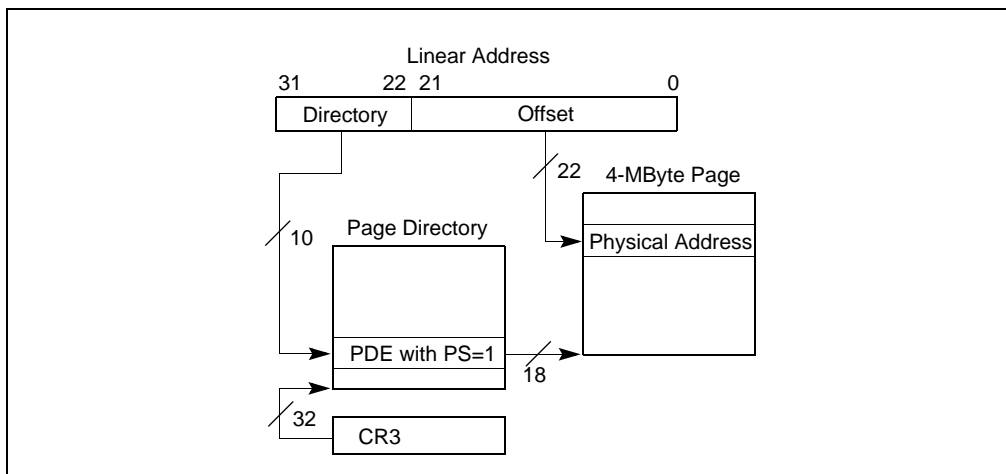 Linear Address
31 22 21 0
Directory Offset
22
4-MByte Page
10
Page Directory
Physical Address
PDE with PS=1
18
32
CR3